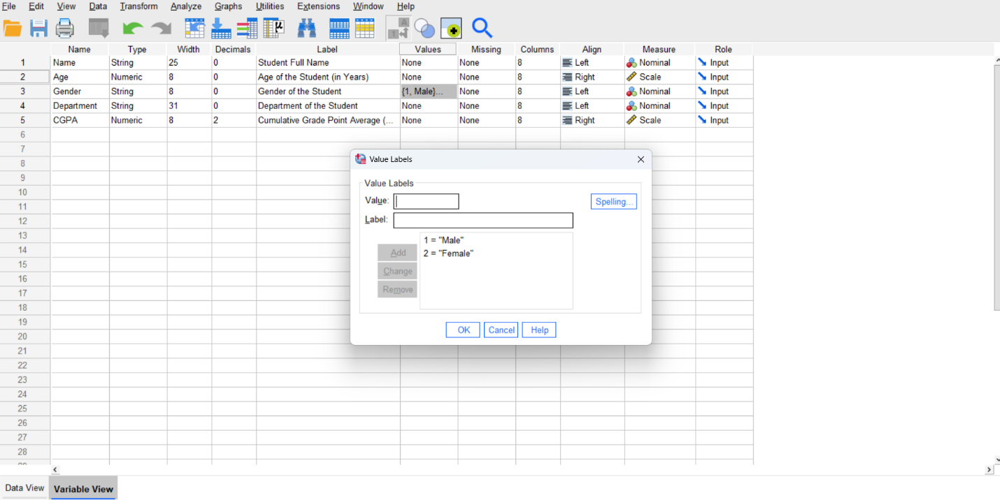 File Edit View Data Transform Analyze Graphs Utilities Extensions Window Help
Name Type Width Decimals Label Values Missing Columns Align Measure Role
1 Name String 25 0 Student Full Name None None 8 Left Nominal Input
2 Age Numeric 8 0 Age of the Student (in Years) None None 8 Right Scale Input
3 Gender String 8 0 Gender of the Student {1, Male}... None 8 Left Nominal Input
4 Department String 31 0 Department of the Student None None 8 Left Nominal Input
5 CGPA Numeric 8 2 Cumulative Grade Point Average (... None None 8 Right Scale Input
6
7
8
9
10
11
12
13
14
15
16
17
18
19
20
21
22
23
24
25
26
27
28
Value Labels
Value Labels
Value:
Spelling...
Label:
1 = "Male"
2 = "Female"
Add
Change
Remove
OK Cancel Help
Data View Variable View